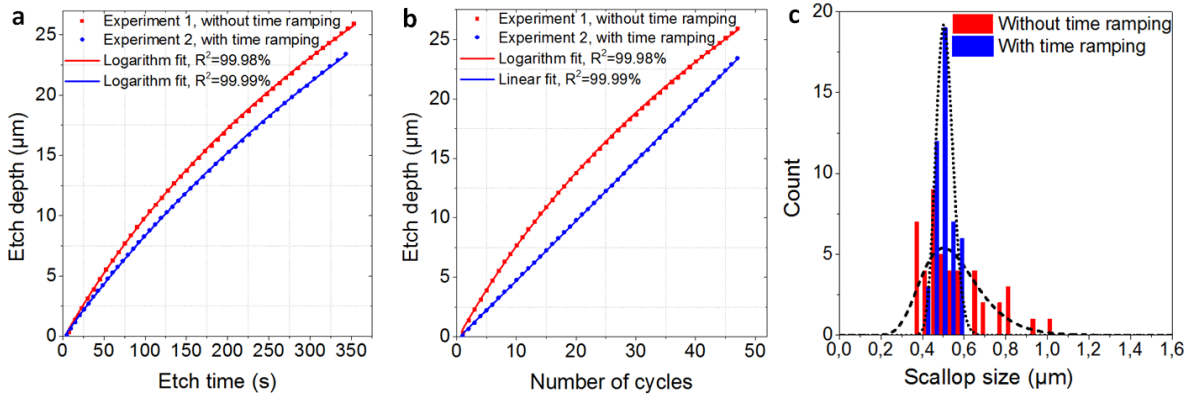 a
Experiment 1, without time ramping
Experiment 2, with time ramping
Logarithm fit, R²=99.98%
Logarithm fit, R²=99.99%
Etch depth (μm)
25
20
15
10
5
0
0 50 100 150 200 250 300 350 400
Etch time (s)
b
Experiment 1, without time ramping
Experiment 2, with time ramping
Logarithm fit, R²=99.98%
Linear fit, R²=99.99%
Etch depth (μm)
25
20
15
10
5
0
0 10 20 30 40 50
Number of cycles
c
Without time ramping
With time ramping
Count
20
15
10
5
0
0,0 0,2 0,4 0,6 0,8 1,0 1,2 1,4 1,6
Scallop size (μm)